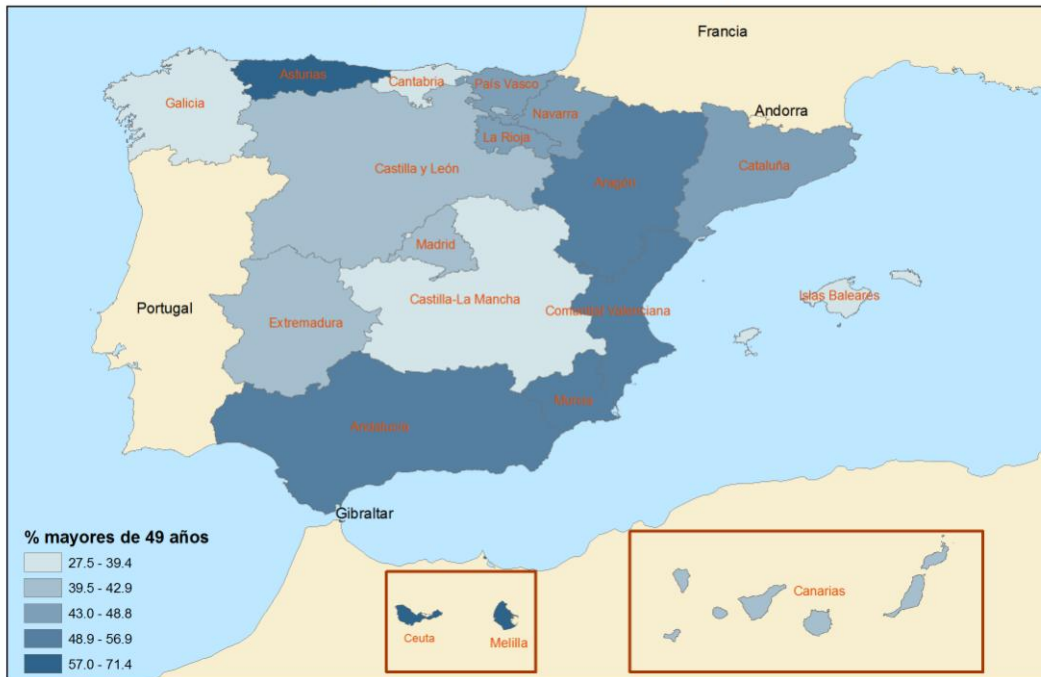 Francia
Asturias
Cantabria
País Vasco
Galicia
Navarra
Andorra
La Rioja
Castilla y León
Cataluña
Aragón
Madrid
Castilla-La Mancha
Islas Baleares
Portugal
Extremadura
Comunitat Valenciana
Murcia
Andalucía
Gibraltar
% mayores de 49 años
27.5 - 39.4
39.5 - 42.9
43.0 - 48.8
48.9 - 56.9
57.0 - 71.4
Ceuta
Melilla
Canarias